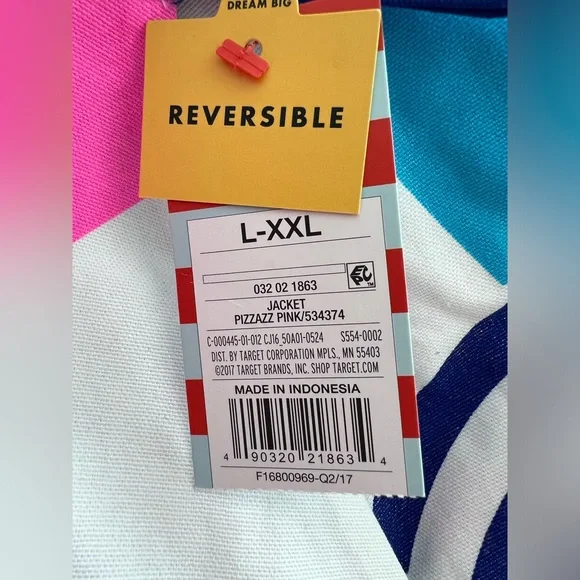 DREAM BIG
REVERSIBLE
L-XXL
032 02 1863
EPC™
JACKET
PIZZAZZ PINK/534374
C-000445-01-012 CJ16_50A01-0524 S554-0002
DIST. BY TARGET CORPORATION MPLS., MN 55403
©2017 TARGET BRANDS, INC. SHOP TARGET.COM
MADE IN INDONESIA
4 90320 21863 4
F16800969-Q2/17